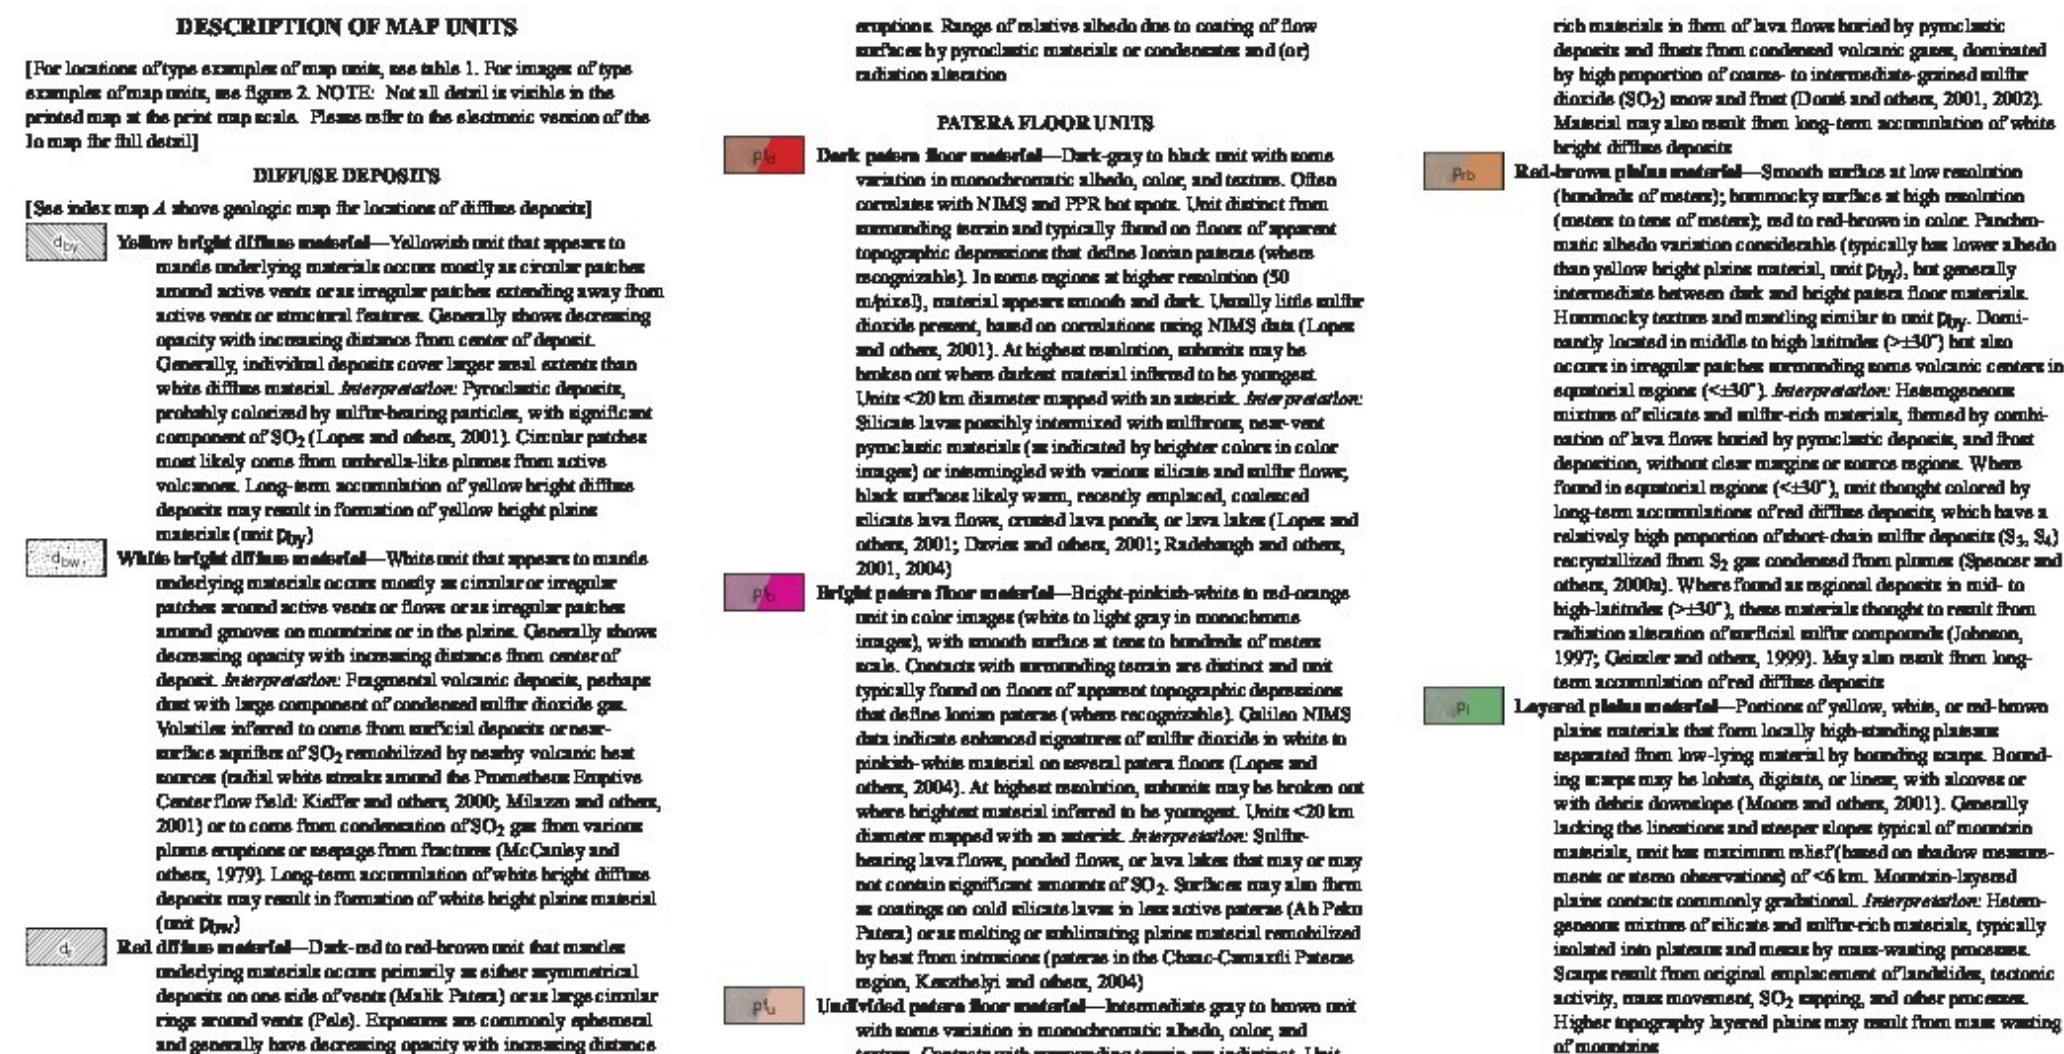 DESCRIPTION OF MAP UNITS
[For locations of type examples of map units, see table 1. For images of type
examples of map units, see figure 2. NOTE: Not all detail is visible in the
printed map at the print map scale. Please refer to the electronic version of the
Io map for full detail]
DIFFUSE DEPOSITS
[See index map A above geologic map for locations of diffuse deposits]
dby
Yellow bright diffuse material—Yellowish unit that appears to
mantle underlying materials occurs mostly as circular patches
around active vents or as irregular patches extending away from
active vents or structural features. Generally shows decreasing
opacity with increasing distance from center of deposit.
Generally, individual deposits cover larger areal extents than
white diffuse material. Interpretation: Pyroclastic deposits,
probably colorized by sulfur-bearing particles, with significant
component of SO2 (Lopes and others, 2001). Circular patches
most likely come from umbrella-like plumes from active
volcanoes. Long-term accumulation of yellow bright diffuse
deposits may result in formation of yellow bright plains
materials (unit pby)
dbw
White bright diffuse material—White unit that appears to mantle
underlying materials occurs mostly as circular or irregular
patches around active vents or flows or as irregular patches
around grooves on mountains or in the plains. Generally shows
decreasing opacity with increasing distance from center of
deposit. Interpretation: Fragmental volcanic deposits, perhaps
dust with large component of condensed sulfur dioxide gas.
Volatiles inferred to come from surficial deposits or near-
surface aquifers of SO2 remobilized by nearby volcanic heat
sources (radial white streaks around the Prometheus Eruptive
Center flow field: Kieffer and others, 2000; Milazzo and others,
2001) or to come from condensation of SO2 gas from various
plume eruptions or seepage from fractures (McCauley and
others, 1979). Long-term accumulation of white bright diffuse
deposits may result in formation of white bright plains material
(unit pbw)
dr
Red diffuse material—Dark-red to red-brown unit that mantles
underlying materials occurs primarily as either asymmetrical
deposits on one side of vents (Malik Patera) or as large circular
rings around vents (Pele). Exposures are commonly ephemeral
and generally have decreasing opacity with increasing distance
eruptions. Range of relative albedo due to coating of flow
surfaces by pyroclastic materials or condensates and (or)
radiation alteration
PATERA FLOOR UNITS
pfd
Dark patera floor material—Dark-gray to black unit with some
variation in monochromatic albedo, color, and texture. Often
correlates with NIMS and PPR hot spots. Unit distinct from
surrounding terrain and typically found on floors of apparent
topographic depressions that define Ionian pateras (where
recognizable). In some regions at higher resolution (50
m/pixel), material appears smooth and dark. Usually little sulfur
dioxide present, based on correlations using NIMS data (Lopes
and others, 2001). At highest resolution, subunits may be
broken out where darkest material inferred to be youngest.
Units <20 km diameter mapped with an asterisk. Interpretation:
Silicate lavas possibly intermixed with sulfurous, near-vent
pyroclastic materials (as indicated by brighter colors in color
images) or intermingled with various silicate and sulfur flows;
black surfaces likely warm, recently emplaced, coalesced
silicate lava flows, crusted lava ponds, or lava lakes (Lopes and
others, 2001; Davies and others, 2001; Radebaugh and others,
2001, 2004)
pfb
Bright patera floor material—Bright-pinkish-white to red-orange
unit in color images (white to light gray in monochrome
images), with smooth surface at tens to hundreds of meters
scale. Contacts with surrounding terrain are distinct and unit
typically found on floors of apparent topographic depressions
that define Ionian pateras (where recognizable). Galileo NIMS
data indicate enhanced signatures of sulfur dioxide in white to
pinkish-white material on several patera floors (Lopes and
others, 2004). At highest resolution, subunits may be broken out
where brightest material inferred to be youngest. Units <20 km
diameter mapped with an asterisk. Interpretation: Sulfur-
bearing lava flows, ponded flows, or lava lakes that may or may
not contain significant amounts of SO2. Surfaces may also form
as coatings on cold silicate lavas in less active pateras (Ah Peku
Patera) or as melting or sublimating plains material remobilized
by heat from intrusions (pateras in the Chaac-Camaxtli Pateras
region, Keszthelyi and others, 2004)
pfu
Undivided patera floor material—Intermediate gray to brown unit
with some variation in monochromatic albedo, color, and
texture. Contacts with surrounding terrain are indistinct. Unit
rich materials in form of lava flows buried by pyroclastic
deposits and frosts from condensed volcanic gases, dominated
by high proportion of coarse- to intermediate-grained sulfur
dioxide (SO2) snow and frost (Douté and others, 2001, 2002).
Material may also result from long-term accumulation of white
bright diffuse deposits
prb
Red-brown plains material—Smooth surface at low resolution
(hundreds of meters); hummocky surface at high resolution
(meters to tens of meters); red to red-brown in color. Panchro-
matic albedo variation considerable (typically has lower albedo
than yellow bright plains material, unit pby), but generally
intermediate between dark and bright patera floor materials.
Hummocky texture and mantling similar to unit pby. Domi-
nantly located in middle to high latitudes (>±30°) but also
occurs in irregular patches surrounding some volcanic centers in
equatorial regions (<±30°). Interpretation: Heterogeneous
mixture of silicate and sulfur-rich materials, formed by combi-
nation of lava flows buried by pyroclastic deposits, and frost
deposition, without clear margins or source regions. Where
found in equatorial regions (<±30°), unit thought colored by
long-term accumulations of red diffuse deposits, which have a
relatively high proportion of short-chain sulfur deposits (S3, S4)
recrystallized from S2 gas condensed from plumes (Spencer and
others, 2000a). Where found as regional deposits in mid- to
high-latitudes (>±30°), these materials thought to result from
radiation alteration of surficial sulfur compounds (Johnson,
1997; Geissler and others, 1999). May also result from long-
term accumulation of red diffuse deposits
pl
Layered plains material—Portions of yellow, white, or red-brown
plains materials that form locally high-standing plateaus
separated from low-lying material by bounding scarps. Bound-
ing scarps may be lobate, digitate, or linear, with alcoves or
with debris downslope (Moore and others, 2001). Generally
lacking the lineations and steeper slopes typical of mountain
materials, unit has maximum relief (based on shadow measure-
ments or stereo observations) of <6 km. Mountain-layered
plains contacts commonly gradational. Interpretation: Hetero-
geneous mixture of silicate and sulfur-rich materials, typically
isolated into plateaus and mesas by mass-wasting processes.
Scarps result from original emplacement of landslides, tectonic
activity, mass movement, SO2 sapping, and other processes.
Higher topography layered plains may result from mass wasting
of mountains